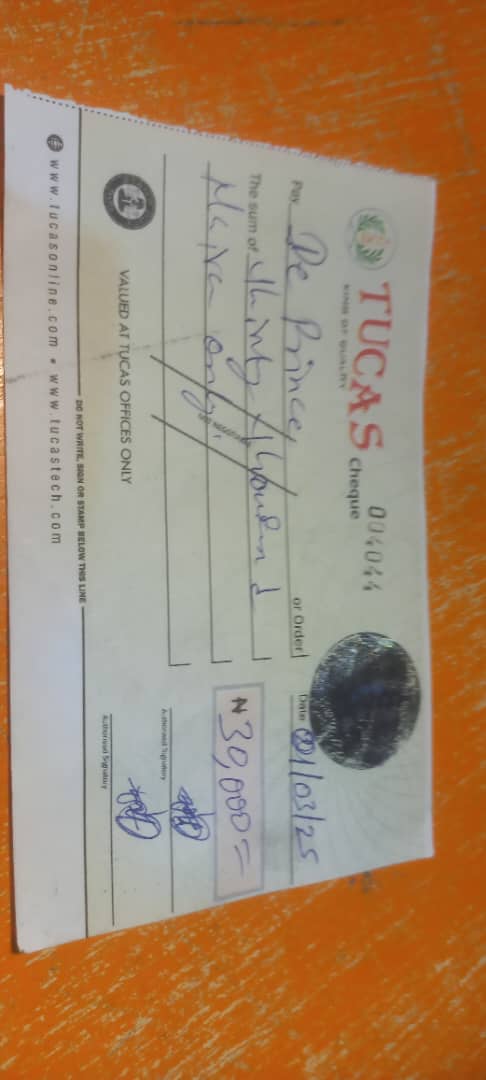 TUCAS
KING OF QUALITY
Cheque
004044
Date 01/03/25
Pay De Prince or Order
The sum of Thirty Thousand
Naira only.
₦30,000=
Authorised Signatory
VALUED AT TUCAS OFFICES ONLY
Authorised Signatory
DO NOT WRITE, SIGN OR STAMP BELOW THIS LINE
www.tucasonline.com • www.tucastech.com